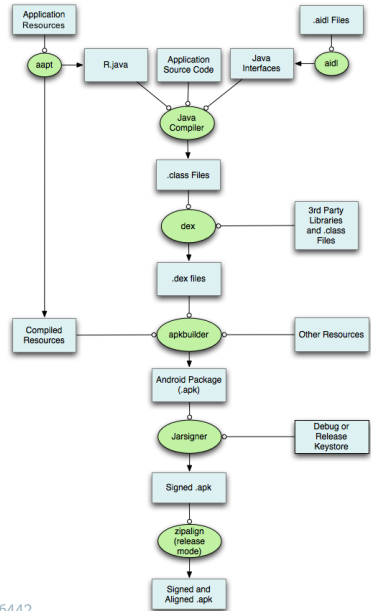 Application
Resources
.aidl Files
aapt
R.java
Application
Source Code
Java
Interfaces
aidl
Java
Compiler
.class Files
dex
3rd Party
Libraries
and .class
Files
.dex files
Compiled
Resources
apkbuilder
Other Resources
Android Package
(.apk)
Jarsigner
Debug or
Release
Keystore
Signed .apk
zipalign
(release
mode)
Signed and
Aligned .apk
6442